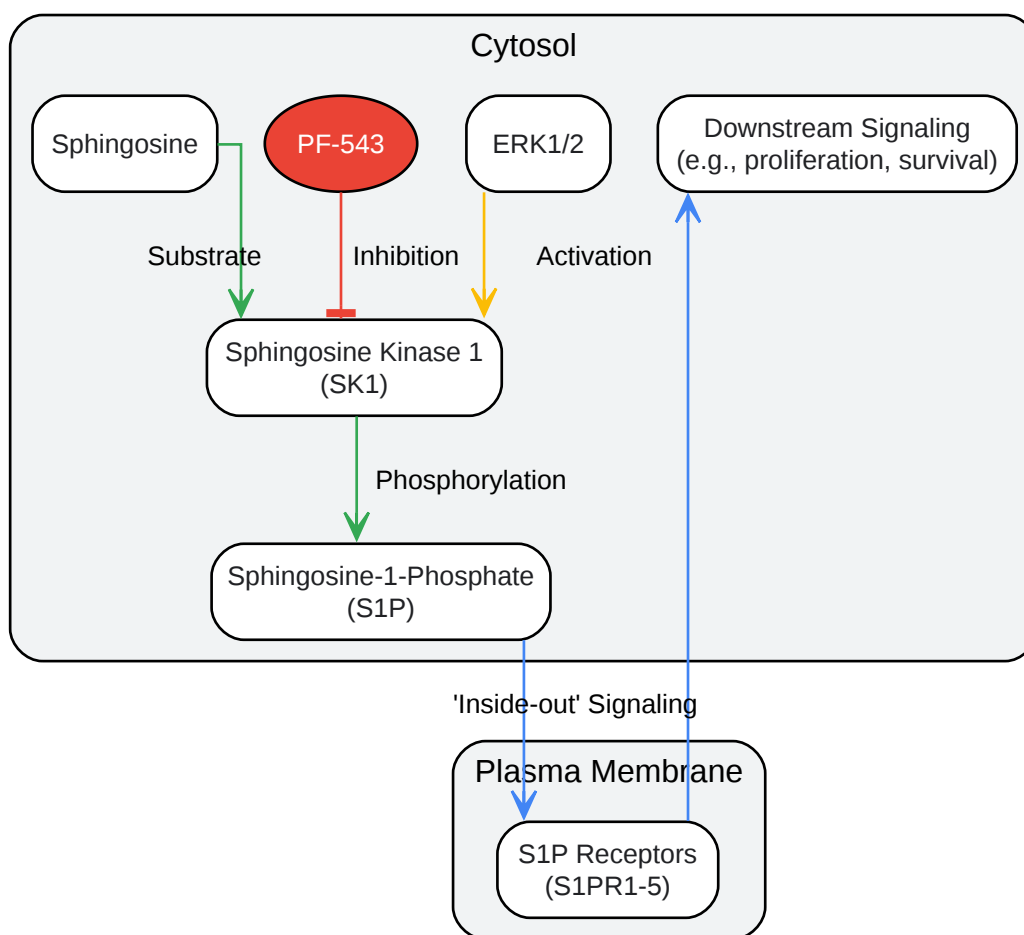 Cytosol
Sphingosine
PF-543
ERK1/2
Downstream Signaling
(e.g., proliferation, survival)
Substrate
Inhibition
Activation
Sphingosine Kinase 1
(SK1)
Phosphorylation
Sphingosine-1-Phosphate
(S1P)
'Inside-out' Signaling
Plasma Membrane
S1P Receptors
(S1PR1-5)